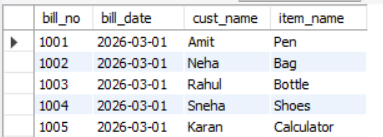 bill_no bill_date cust_name item_name
1001 2026-03-01 Amit Pen
1002 2026-03-01 Neha Bag
1003 2026-03-01 Rahul Bottle
1004 2026-03-01 Sneha Shoes
1005 2026-03-01 Karan Calculator